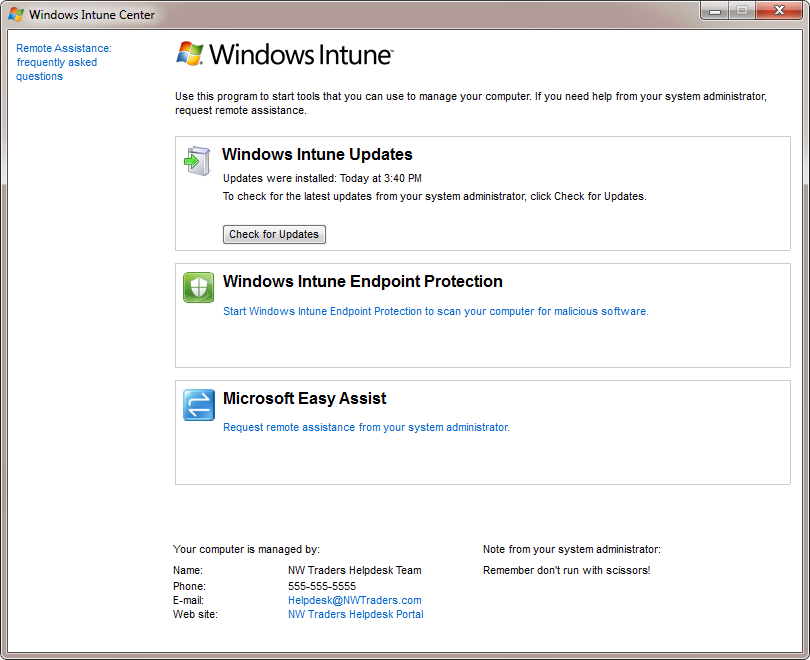 Windows Intune Center
Remote Assistance:
frequently asked
questions
Windows Intune™
Use this program to start tools that you can use to manage your computer. If you need help from your system administrator,
request remote assistance.
Windows Intune Updates
Updates were installed: Today at 3:40 PM
To check for the latest updates from your system administrator, click Check for Updates.
Check for Updates
Windows Intune Endpoint Protection
Start Windows Intune Endpoint Protection to scan your computer for malicious software.
Microsoft Easy Assist
Request remote assistance from your system administrator.
Your computer is managed by:
Name: NW Traders Helpdesk Team
Phone: 555-555-5555
E-mail: Helpdesk@NWTraders.com
Web site: NW Traders Helpdesk Portal
Note from your system administrator:
Remember don't run with scissors!